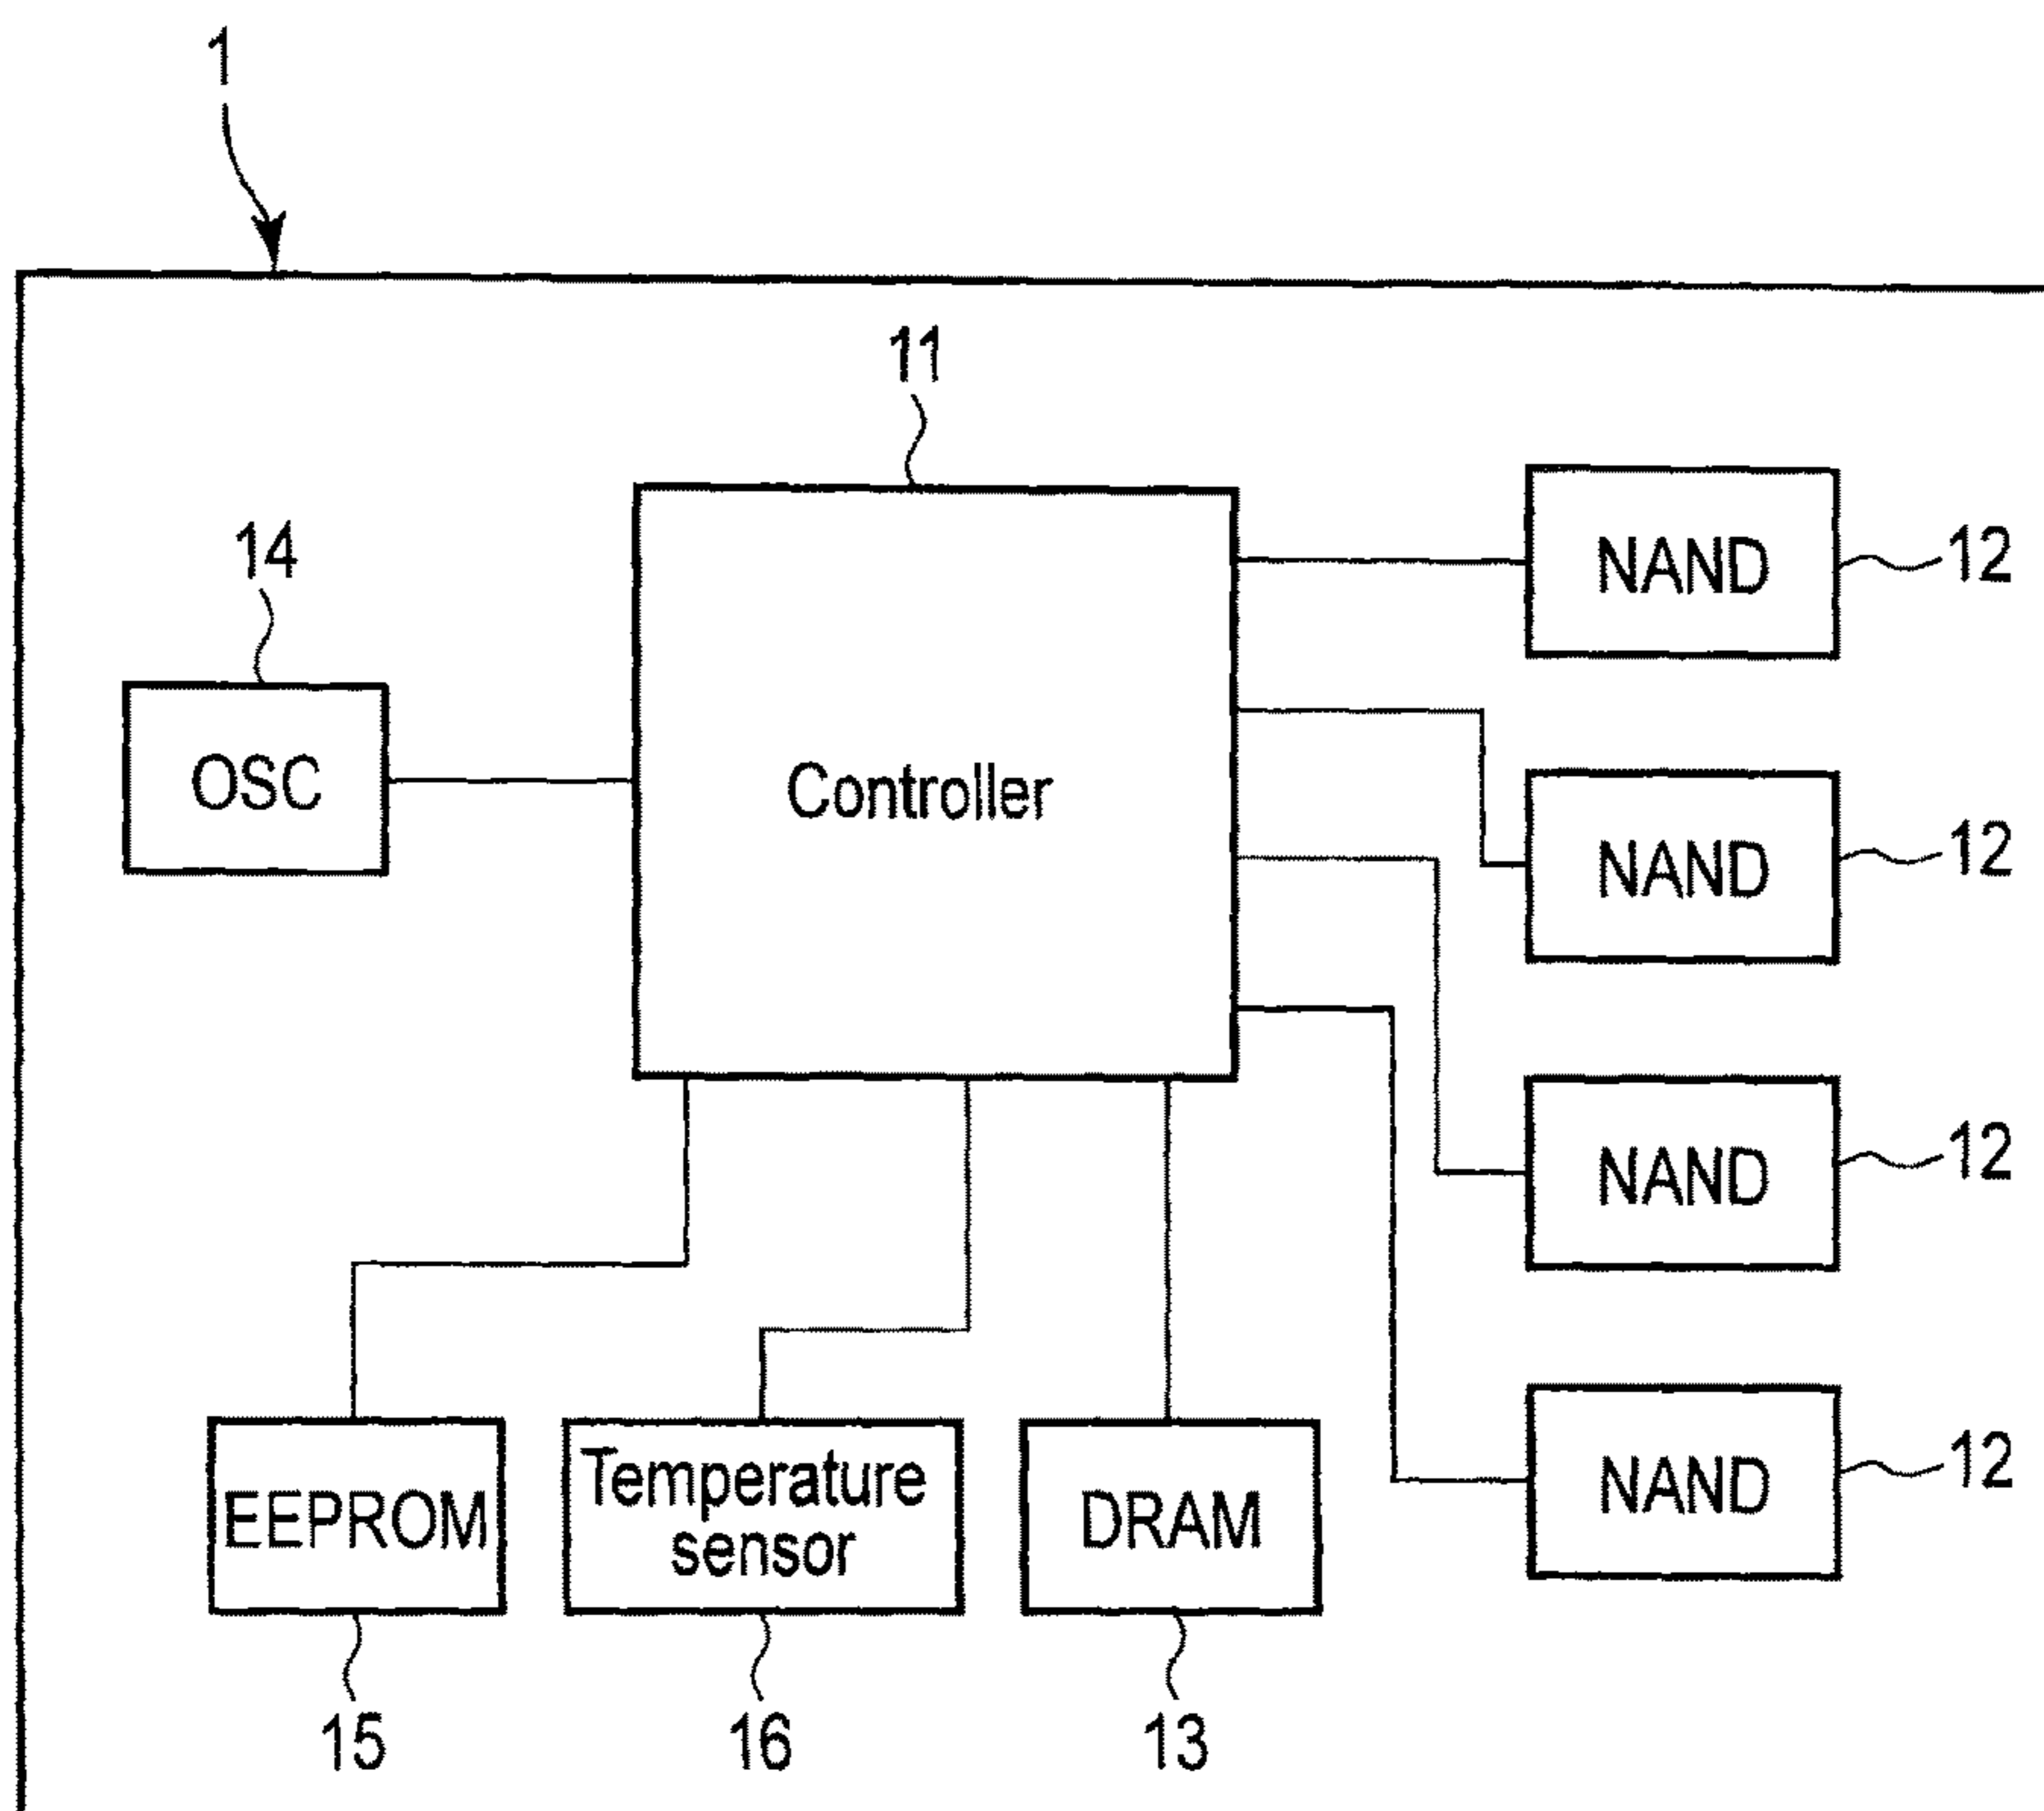 1
11
14
OSC
Controller
NAND
12
NAND
12
NAND
12
NAND
12
EEPROM
Temperature
sensor
DRAM
15
16
13